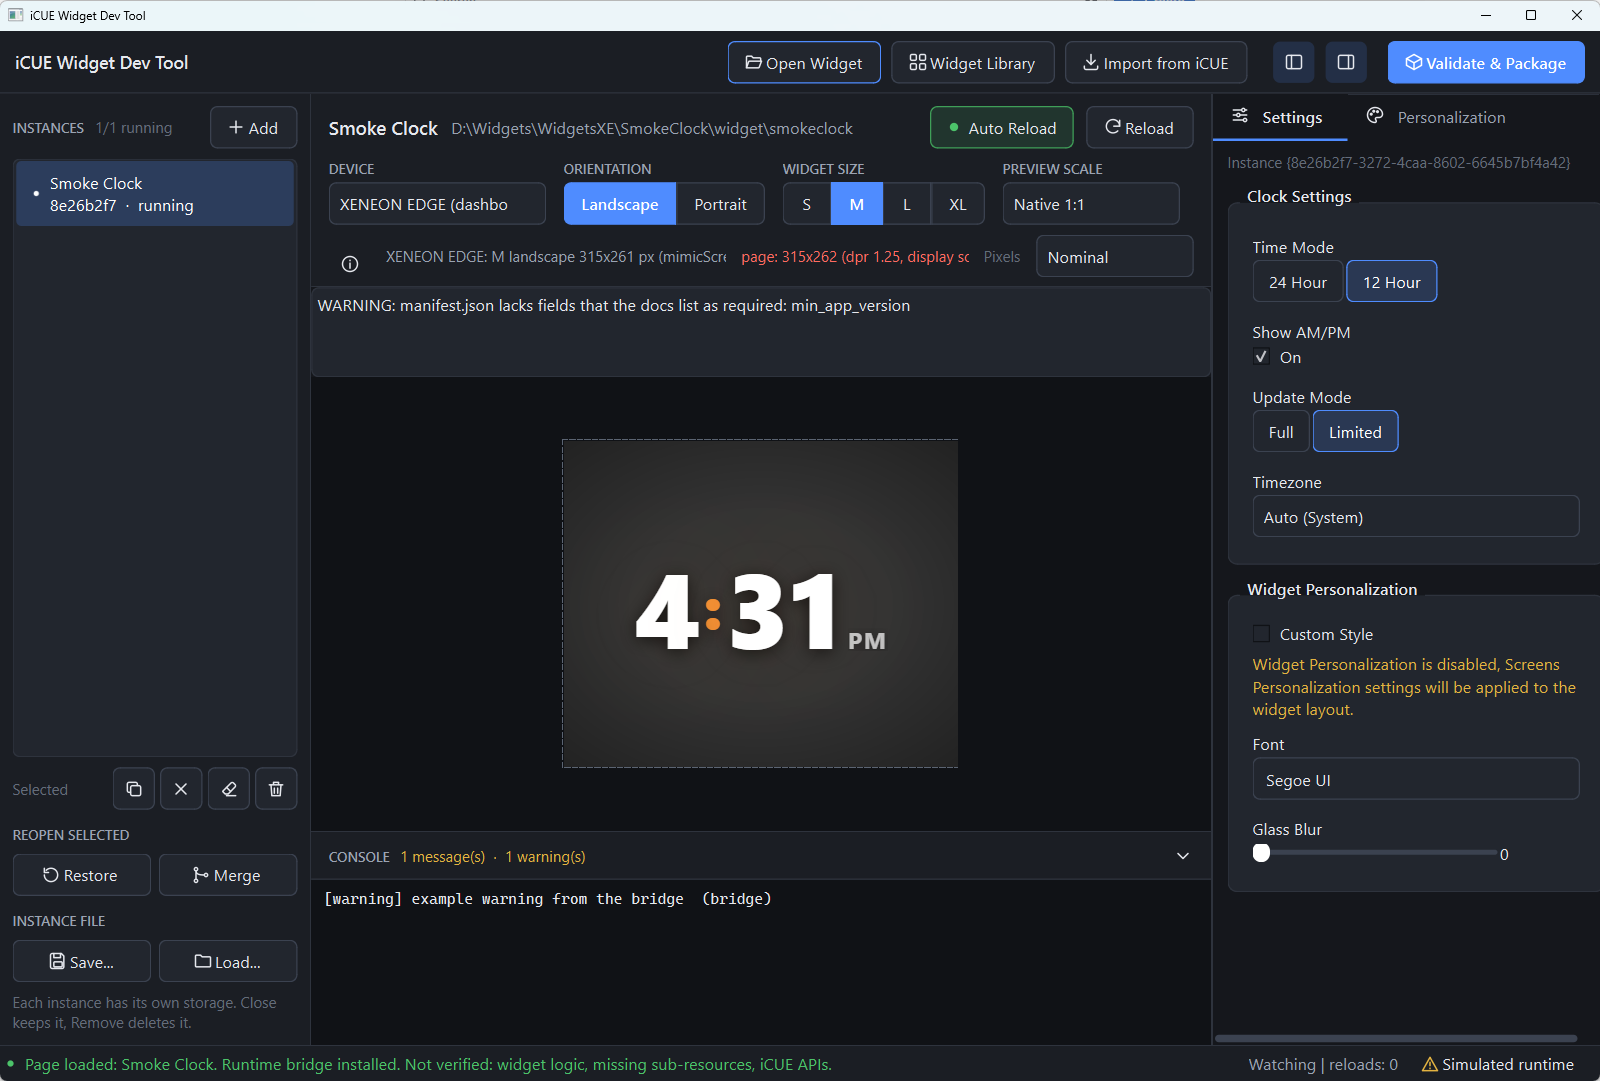 iCUE Widget Dev Tool
iCUE Widget Dev Tool
Open Widget
Widget Library
Import from iCUE
Validate & Package
INSTANCES 1/1 running
Add
Smoke Clock
8e26b2f7 · running
Selected
REOPEN SELECTED
Restore
Merge
INSTANCE FILE
Save...
Load...
Each instance has its own storage. Close
keeps it, Remove deletes it.
Smoke Clock D:\Widgets\WidgetsXE\SmokeClock\widget\smokeclock
Auto Reload
Reload
DEVICE
XENEON EDGE (dashbo
ORIENTATION
Landscape
Portrait
WIDGET SIZE
S
M
L
XL
PREVIEW SCALE
Native 1:1
XENEON EDGE: M landscape 315x261 px (mimicScre
page: 315x262 (dpr 1.25, display sc
Pixels
Nominal
WARNING: manifest.json lacks fields that the docs list as required: min_app_version
4:31 PM
CONSOLE 1 message(s) · 1 warning(s)
[warning] example warning from the bridge (bridge)
Settings
Personalization
Instance {8e26b2f7-3272-4caa-8602-6645b7bf4a42}
Clock Settings
Time Mode
24 Hour
12 Hour
Show AM/PM
On
Update Mode
Full
Limited
Timezone
Auto (System)
Widget Personalization
Custom Style
Widget Personalization is disabled, Screens
Personalization settings will be applied to the
widget layout.
Font
Segoe UI
Glass Blur
0
Page loaded: Smoke Clock. Runtime bridge installed. Not verified: widget logic, missing sub-resources, iCUE APIs.
Watching | reloads: 0
Simulated runtime